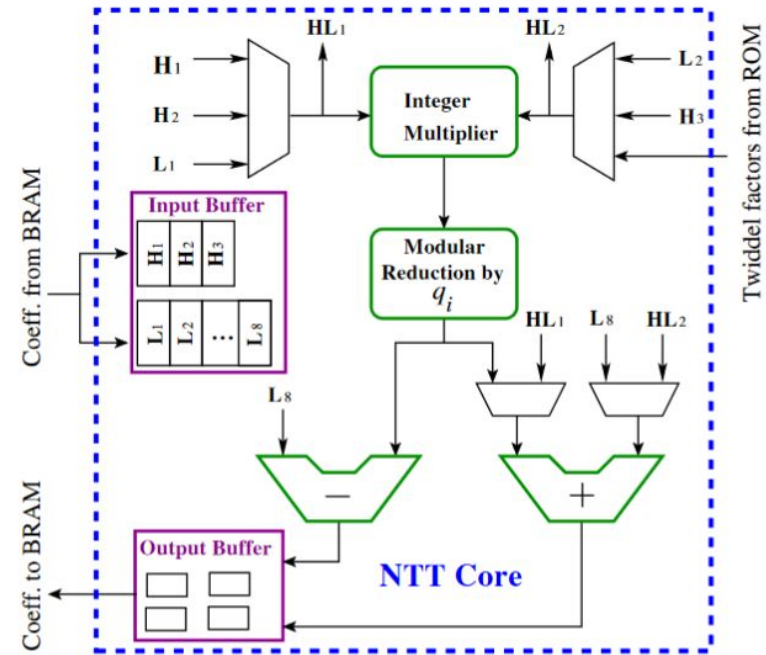 HL1
HL2
H1
H2
L1
Integer
Multiplier
L2
H3
Twiddel factors from ROM
Coeff. from BRAM
Input Buffer
H1
H2
H3
L1
L2
...
L8
Modular
Reduction by
qi
HL1
L8
HL2
L8
−
+
Coeff. to BRAM
Output Buffer
NTT Core